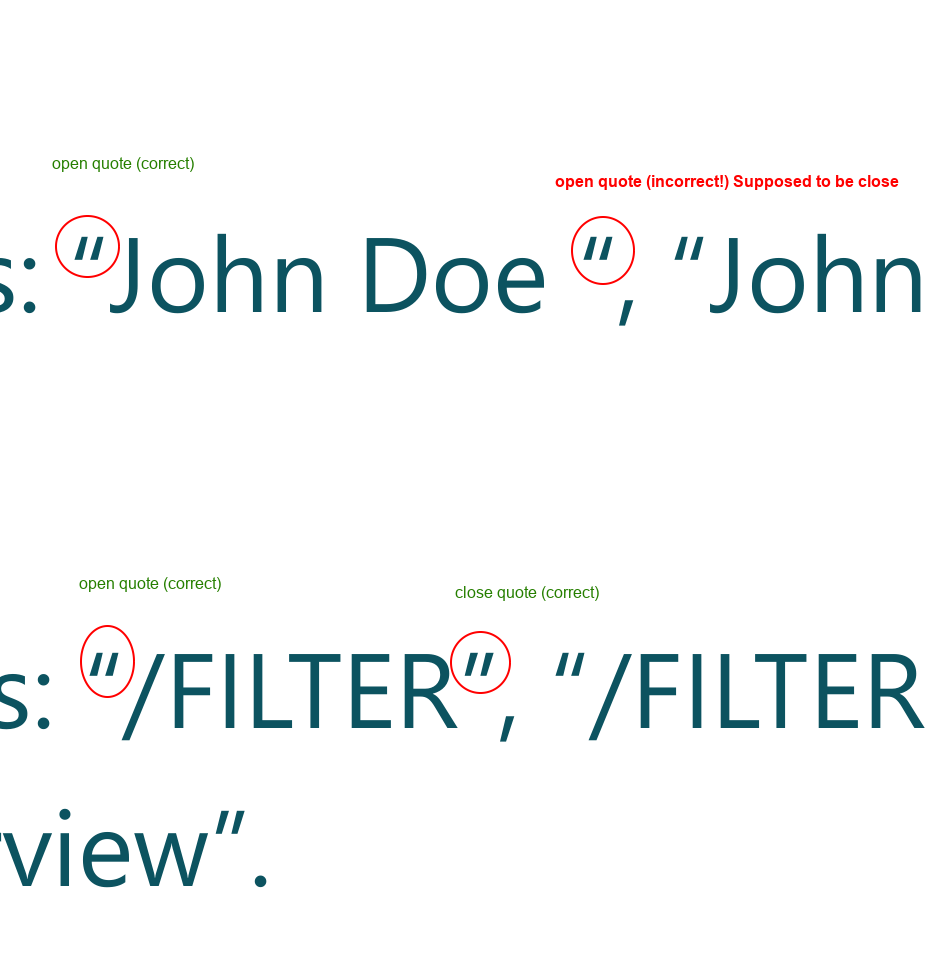 open quote (correct)
open quote (incorrect!) Supposed to be close
s: “John Doe “, “John
open quote (correct)
close quote (correct)
s: “/FILTER”, “/FILTER
rview”.